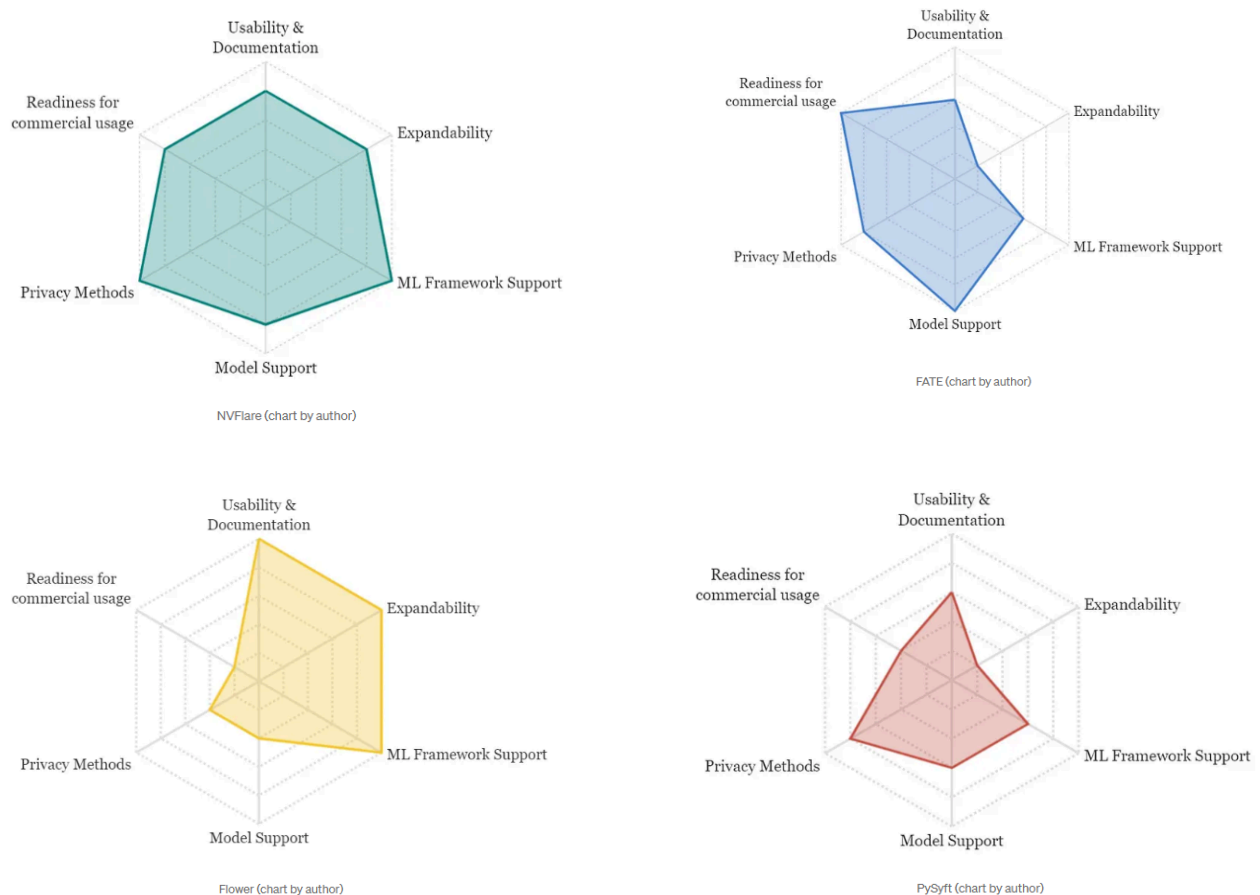 Usability &
Documentation
Readiness for
commercial usage
Expandability
Privacy Methods
ML Framework Support
Model Support
NVFlare (chart by author)
Usability &
Documentation
Readiness for
commercial usage
Expandability
Privacy Methods
ML Framework Support
Model Support
FATE (chart by author)
Usability &
Documentation
Readiness for
commercial usage
Expandability
Privacy Methods
ML Framework Support
Model Support
Flower (chart by author)
Usability &
Documentation
Readiness for
commercial usage
Expandability
Privacy Methods
ML Framework Support
Model Support
PySyft (chart by author)